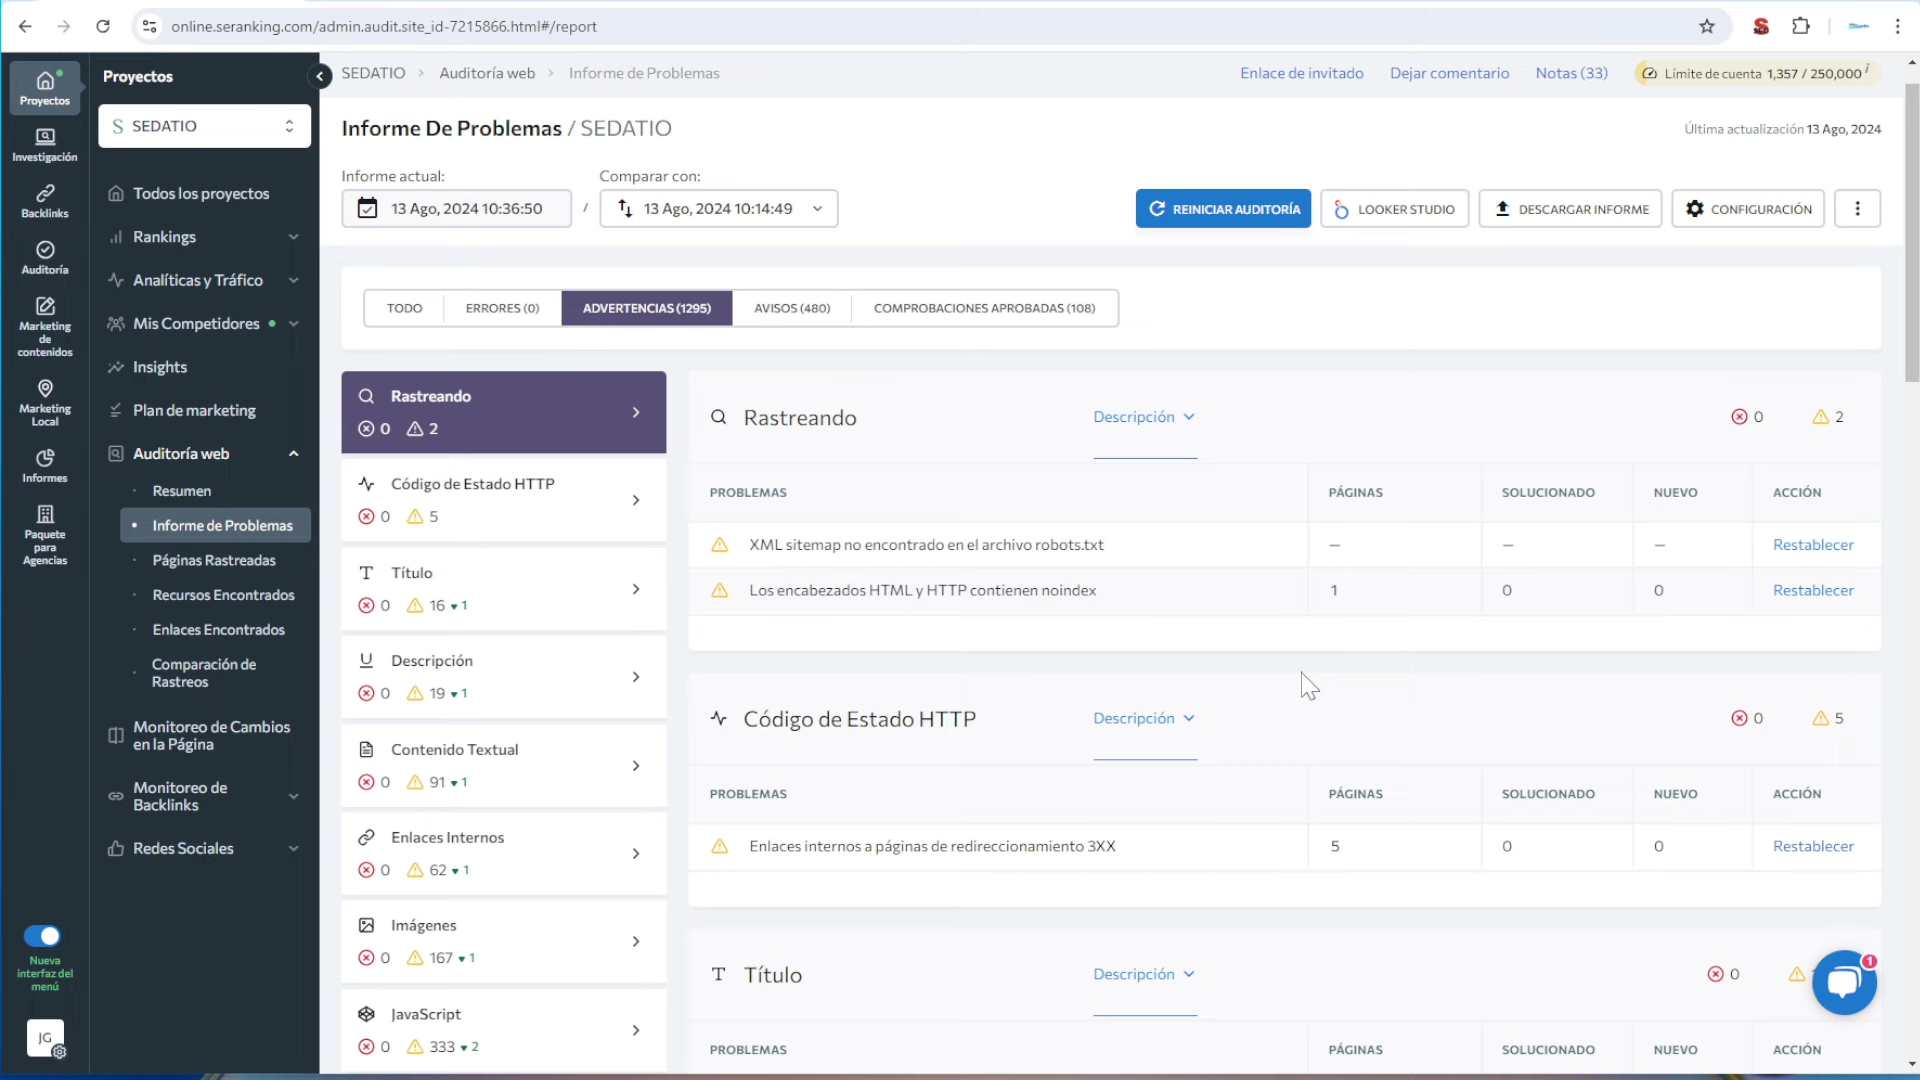 online.seranking.com/admin.audit.site_id-7215866.html#/report
Proyectos
Investigación
Backlinks
Auditoría
Marketing
de
contenidos
Marketing
Local
Informes
Paquete
para
Agencias
Nueva
interfaz del
menú
JG
Proyectos
S SEDATIO
Todos los proyectos
Rankings
Analíticas y Tráfico
Mis Competidores
Insights
Plan de marketing
Auditoría web
Resumen
Informe de Problemas
Páginas Rastreadas
Recursos Encontrados
Enlaces Encontrados
Comparación de
Rastreos
Monitoreo de Cambios
en la Página
Monitoreo de
Backlinks
Redes Sociales
SEDATIO > Auditoría web > Informe de Problemas
Enlace de invitado Dejar comentario Notas (33) Límite de cuenta 1,357 / 250,000 i
Informe De Problemas / SEDATIO
Última actualización 13 Ago, 2024
Informe actual: Comparar con:
13 Ago, 2024 10:36:50 / 13 Ago, 2024 10:14:49
REINICIAR AUDITORÍA LOOKER STUDIO DESCARGAR INFORME CONFIGURACIÓN
TODO ERRORES (0) ADVERTENCIAS (1295) AVISOS (480) COMPROBACIONES APROBADAS (108)
Rastreando
0 2
Código de Estado HTTP
0 5
Título
0 16 ▾ 1
Descripción
0 19 ▾ 1
Contenido Textual
0 91 ▾ 1
Enlaces Internos
0 62 ▾ 1
Imágenes
0 167 ▾ 1
JavaScript
0 333 ▾ 2
Rastreando Descripción 0 2
PROBLEMAS PÁGINAS SOLUCIONADO NUEVO ACCIÓN
XML sitemap no encontrado en el archivo robots.txt — — — Restablecer
Los encabezados HTML y HTTP contienen noindex 1 0 0 Restablecer
Código de Estado HTTP Descripción 0 5
PROBLEMAS PÁGINAS SOLUCIONADO NUEVO ACCIÓN
Enlaces internos a páginas de redireccionamiento 3XX 5 0 0 Restablecer
Título Descripción 0
1
PROBLEMAS PÁGINAS SOLUCIONADO NUEVO ACCIÓN